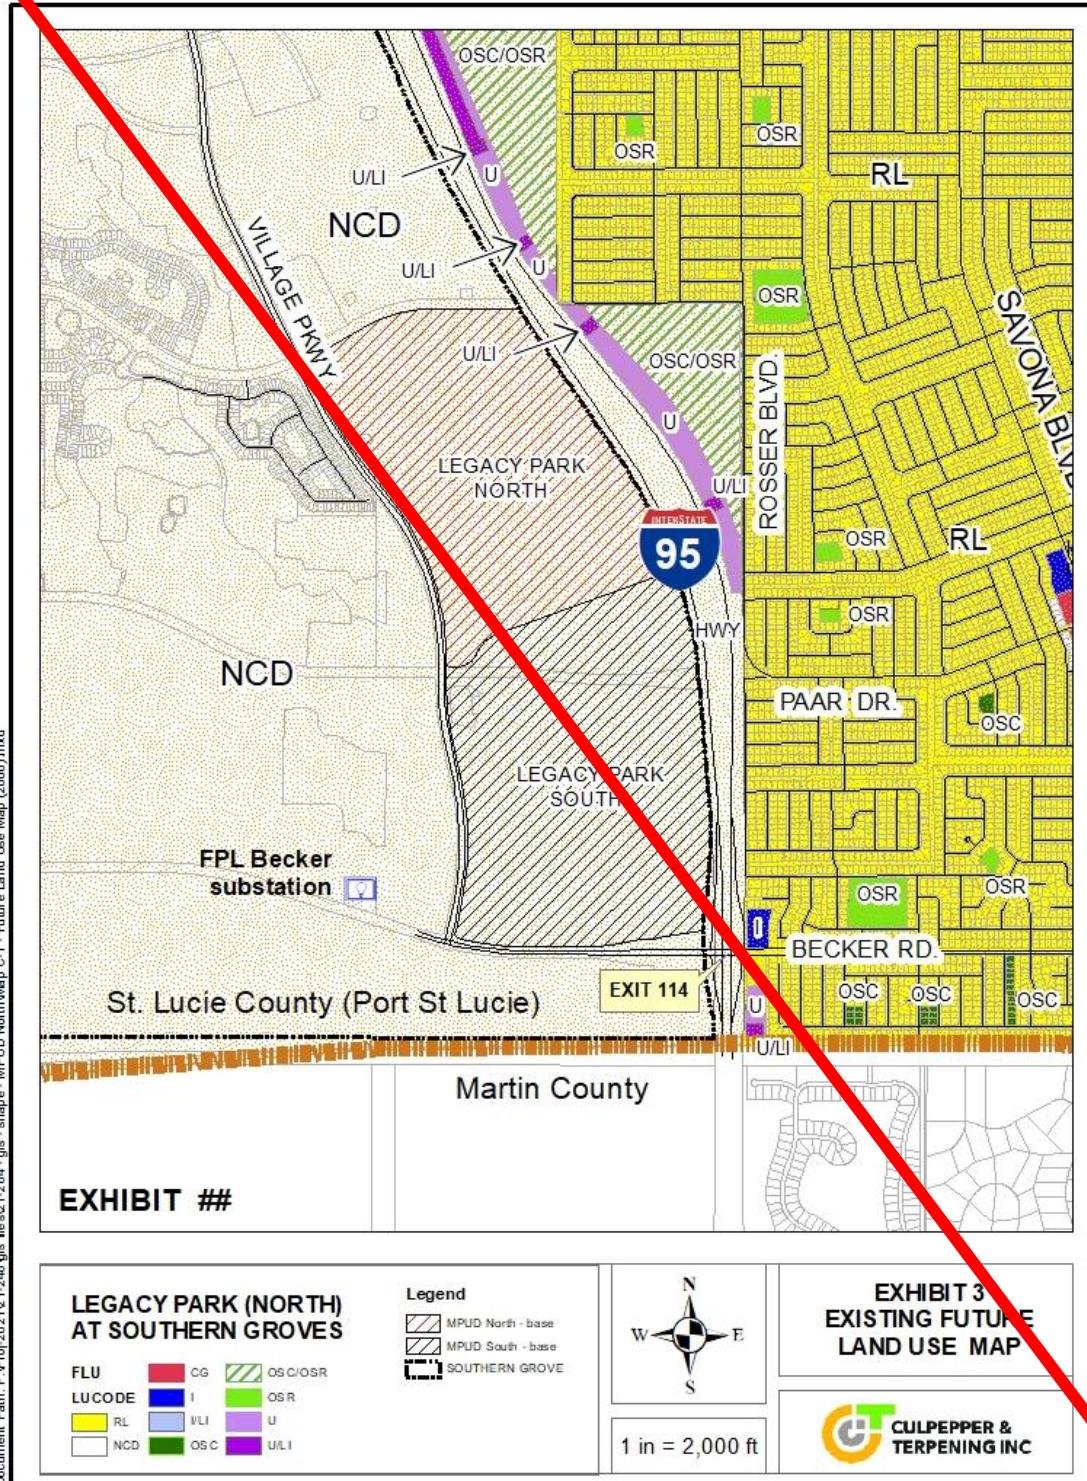 OSC/OSR
OSR
OSR
RL
U/LI
U
NCD
VILLAGE PKWY
U/LI
U
OSR
SAVONA BLVD.
U/LI
OSC/OSR
ROSSER BLVD.
U
LEGACY PARK
NORTH
U/LI
INTERSTATE
95
OSR
RL
OSR
HWY
NCD
PAAR DR.
OSC
LEGACY PARK
SOUTH
FPL Becker
substation
OSR
OSR
I
BECKER RD.
EXIT 114
OSC
OSC
OSC
U
St. Lucie County (Port St Lucie)
U/LI
Martin County
EXHIBIT ##
LEGACY PARK (NORTH)
AT SOUTHERN GROVES
FLU
LUCODE
RL
NCD
CG
I
I/LI
OSC
OSC/OSR
OSR
U
U/LI
Legend
MPUD North - base
MPUD South - base
SOUTHERN GROVE
N
W E
S
1 in = 2,000 ft
EXHIBIT 3
EXISTING FUTURE
LAND USE MAP
CULPEPPER &
TERPENING INC